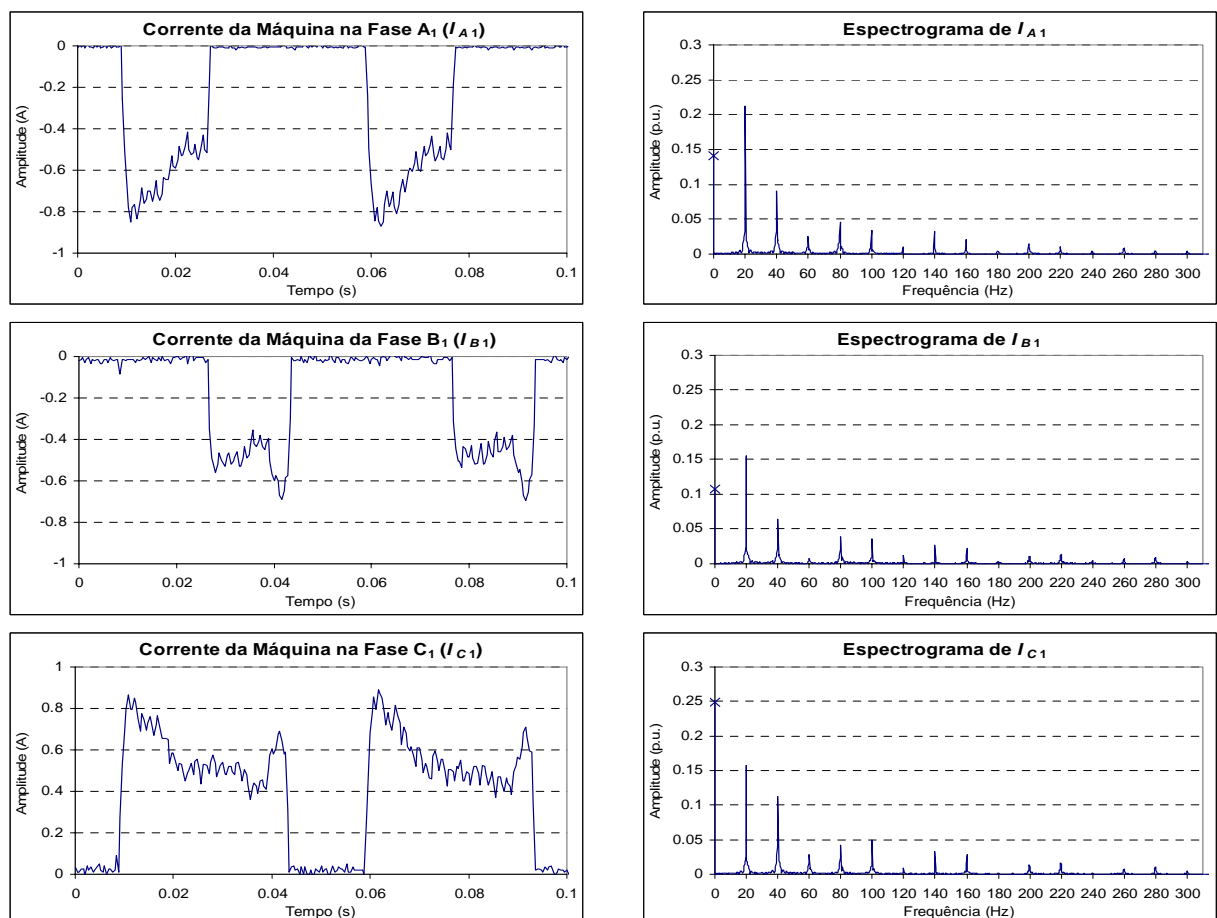 Corrente da Máquina na Fase A1 (IA1)
0
-0.2
-0.4
-0.6
-0.8
-1
Amplitude (A)
0 0.02 0.04 0.06 0.08 0.1
Tempo (s)
Espectrograma de IA1
0.3
0.25
0.2
0.15
0.1
0.05
0
Amplitude (p.u.)
0 20 40 60 80 100 120 140 160 180 200 220 240 260 280 300
Frequência (Hz)
Corrente da Máquina da Fase B1 (IB1)
0
-0.2
-0.4
-0.6
-0.8
-1
Amplitude (A)
0 0.02 0.04 0.06 0.08 0.1
Tempo (s)
Espectrograma de IB1
0.3
0.25
0.2
0.15
0.1
0.05
0
Amplitude (p.u.)
0 20 40 60 80 100 120 140 160 180 200 220 240 260 280 300
Frequência (Hz)
Corrente da Máquina na Fase C1 (IC1)
1
0.8
0.6
0.4
0.2
0
Amplitude (A)
0 0.02 0.04 0.06 0.08 0.1
Tempo (s)
Espectrograma de IC1
0.3
0.25
0.2
0.15
0.1
0.05
0
Amplitude (p.u.)
0 20 40 60 80 100 120 140 160 180 200 220 240 260 280 300
Frequência (Hz)